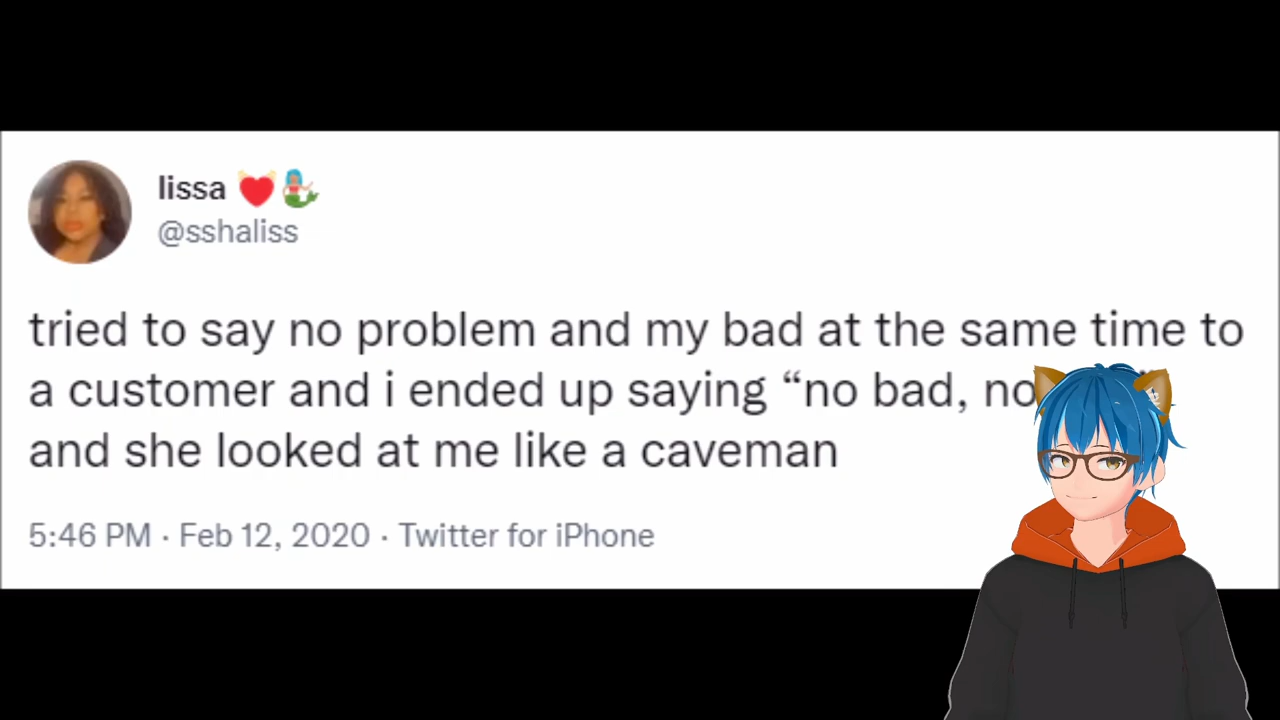 lissa ❤️🧜‍♀️
@sshaliss
tried to say no problem and my bad at the same time to
a customer and i ended up saying “no bad, no
and she looked at me like a caveman
5:46 PM · Feb 12, 2020 · Twitter for iPhone